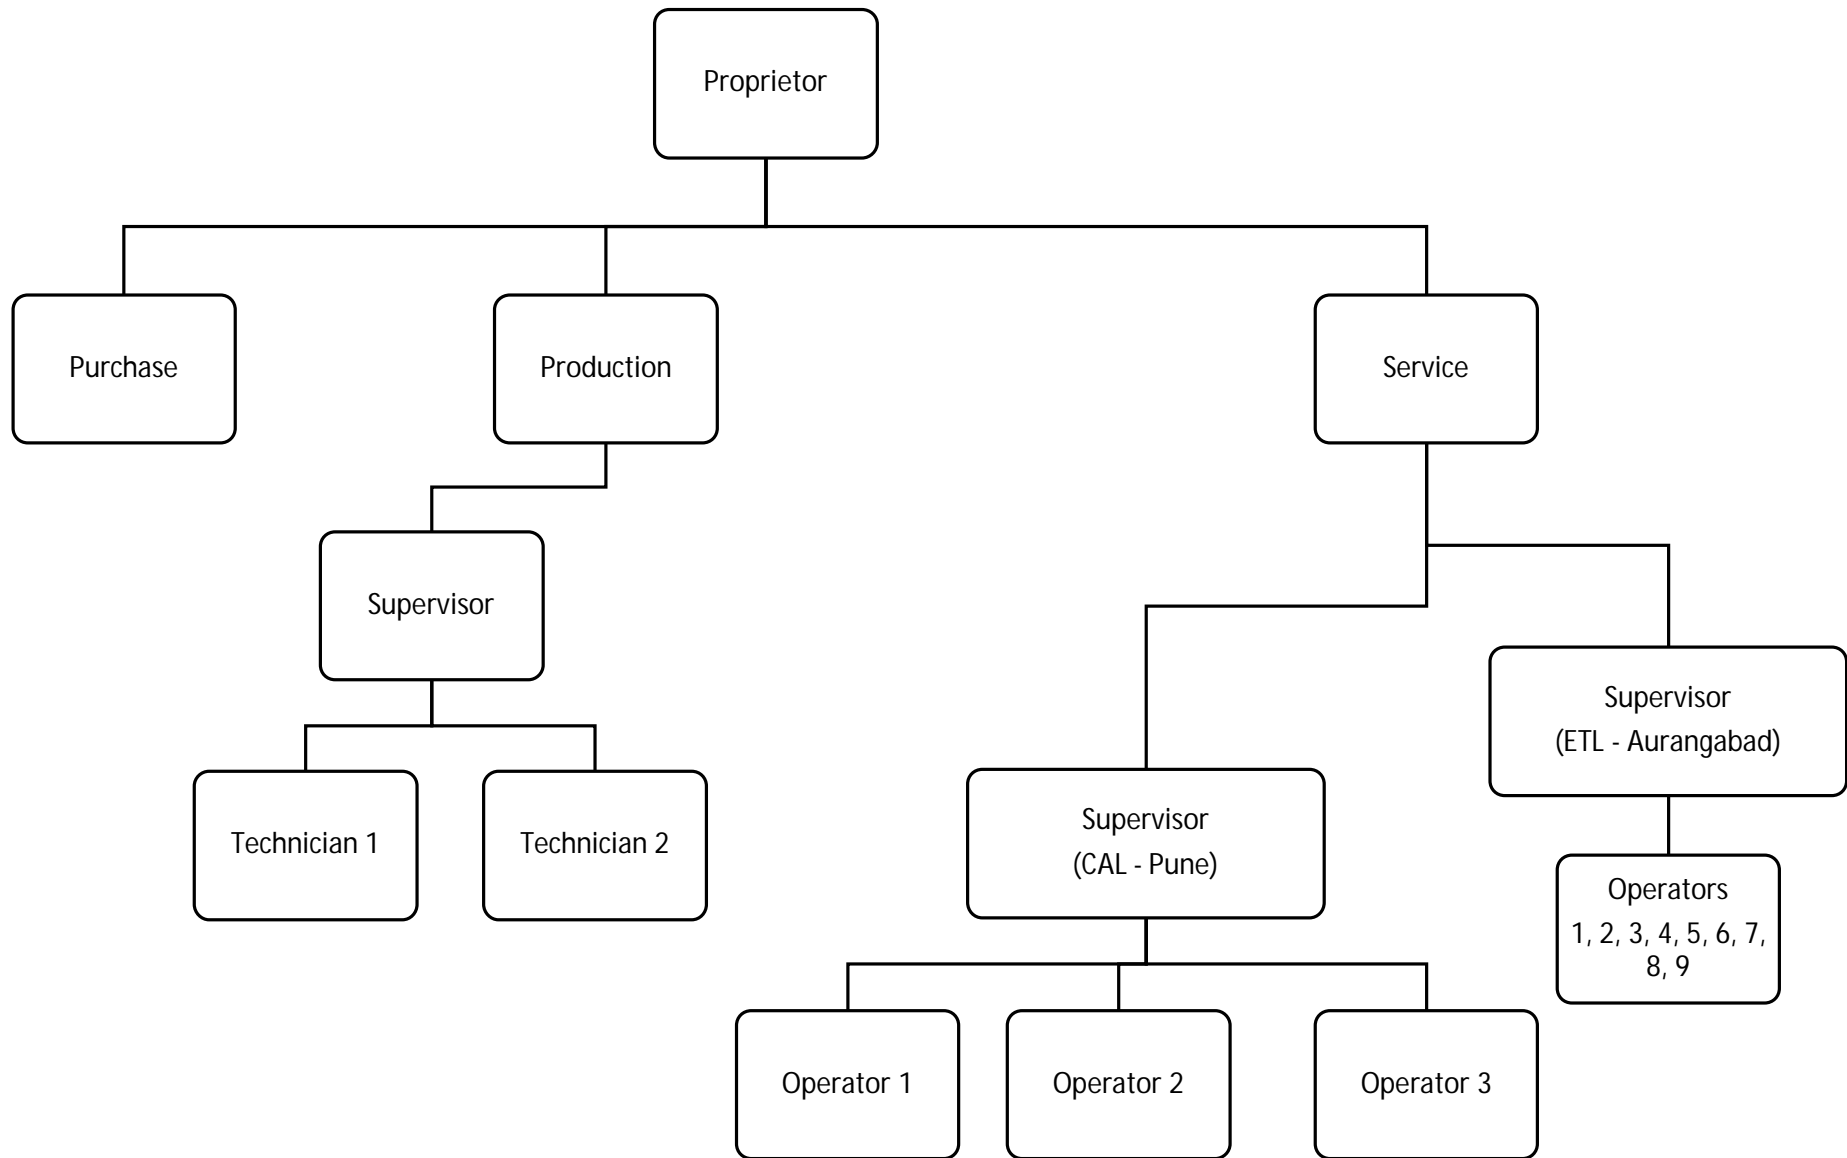 Proprietor
Purchase
Production
Service
Supervisor
Supervisor
(ETL - Aurangabad)
Technician 1
Technician 2
Supervisor
(CAL - Pune)
Operators
1, 2, 3, 4, 5, 6, 7,
8, 9
Operator 1
Operator 2
Operator 3